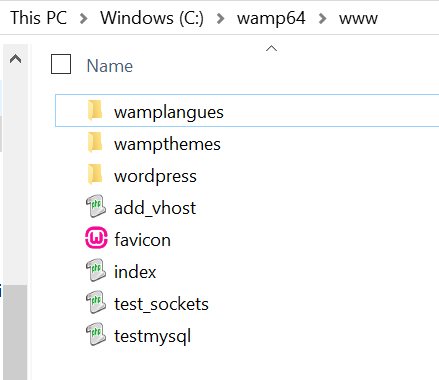 This PC > Windows (C:) > wamp64 > www
Name
wamplangues
wampthemes
wordpress
add_vhost
favicon
index
test_sockets
testmysql